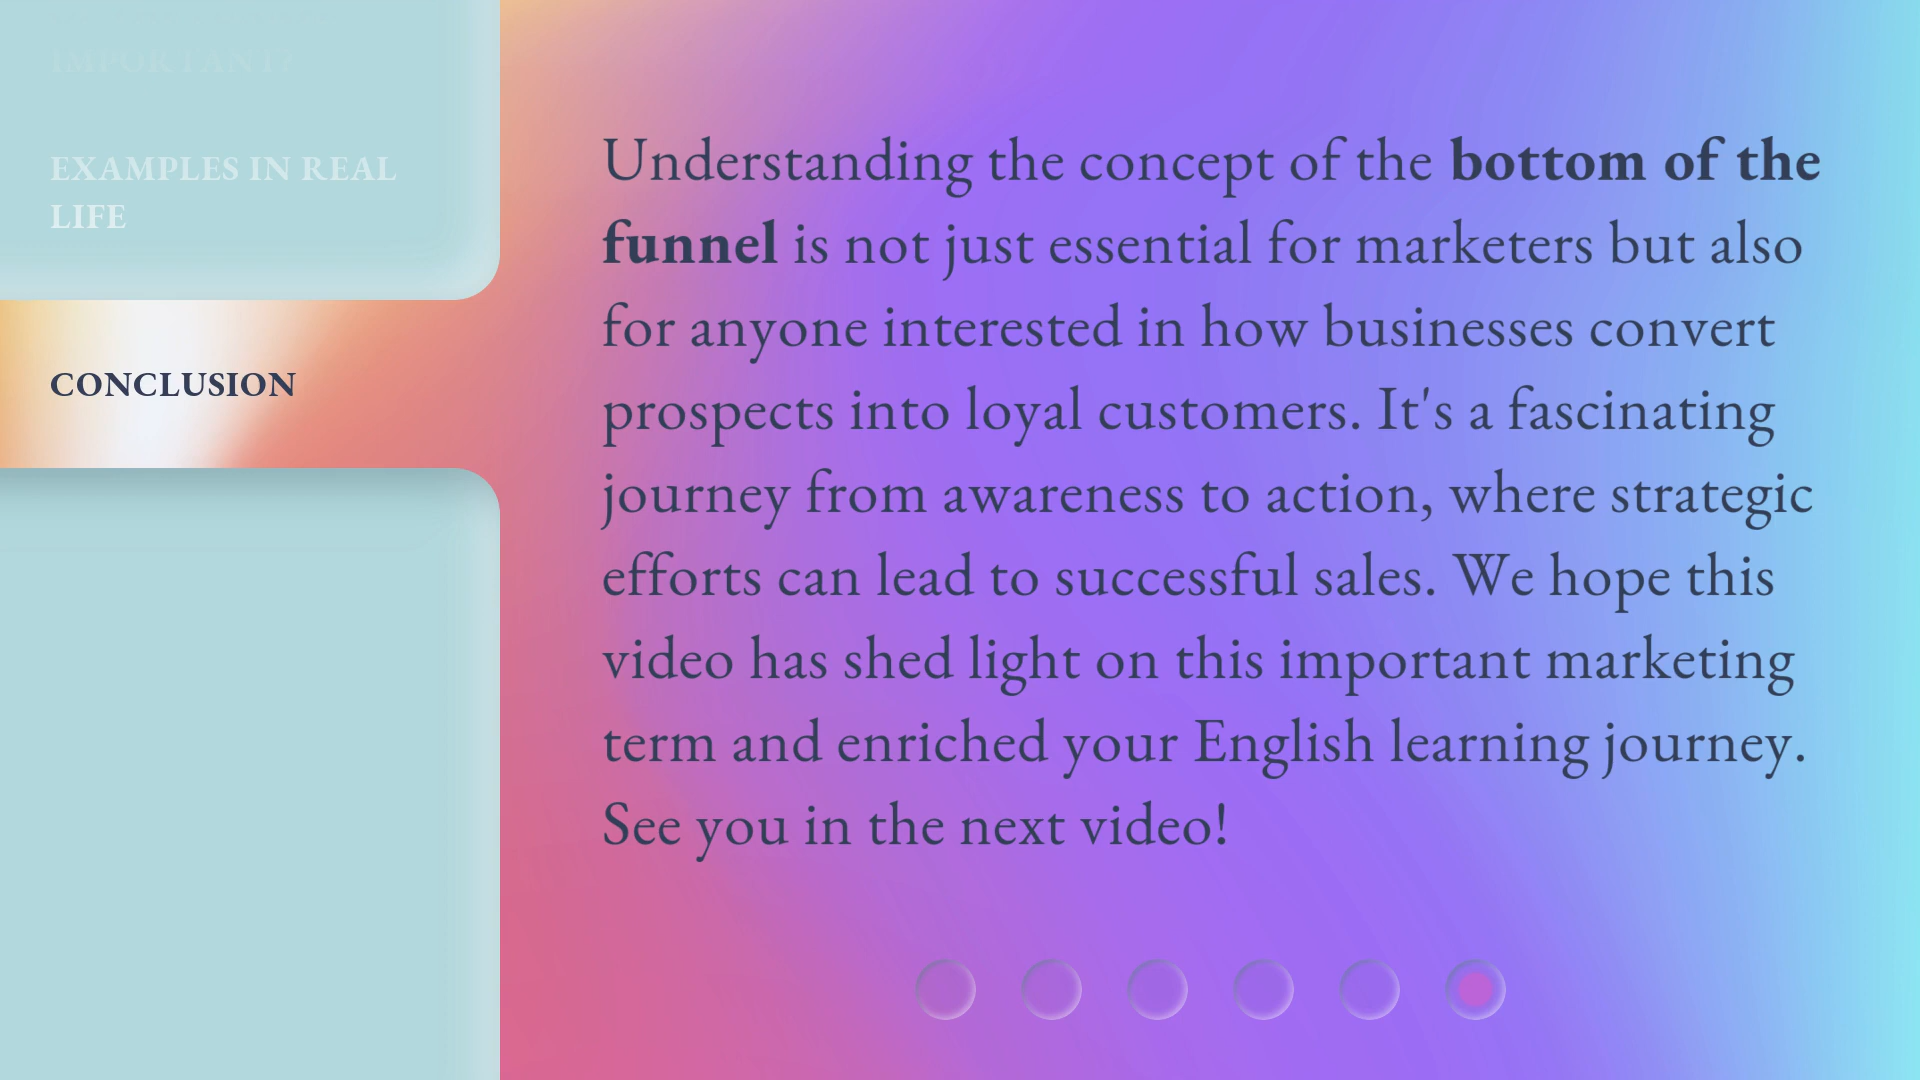 IMPORTANT?
EXAMPLES IN REAL
LIFE
CONCLUSION
Understanding the concept of the bottom of the
funnel is not just essential for marketers but also
for anyone interested in how businesses convert
prospects into loyal customers. It's a fascinating
journey from awareness to action, where strategic
efforts can lead to successful sales. We hope this
video has shed light on this important marketing
term and enriched your English learning journey.
See you in the next video!